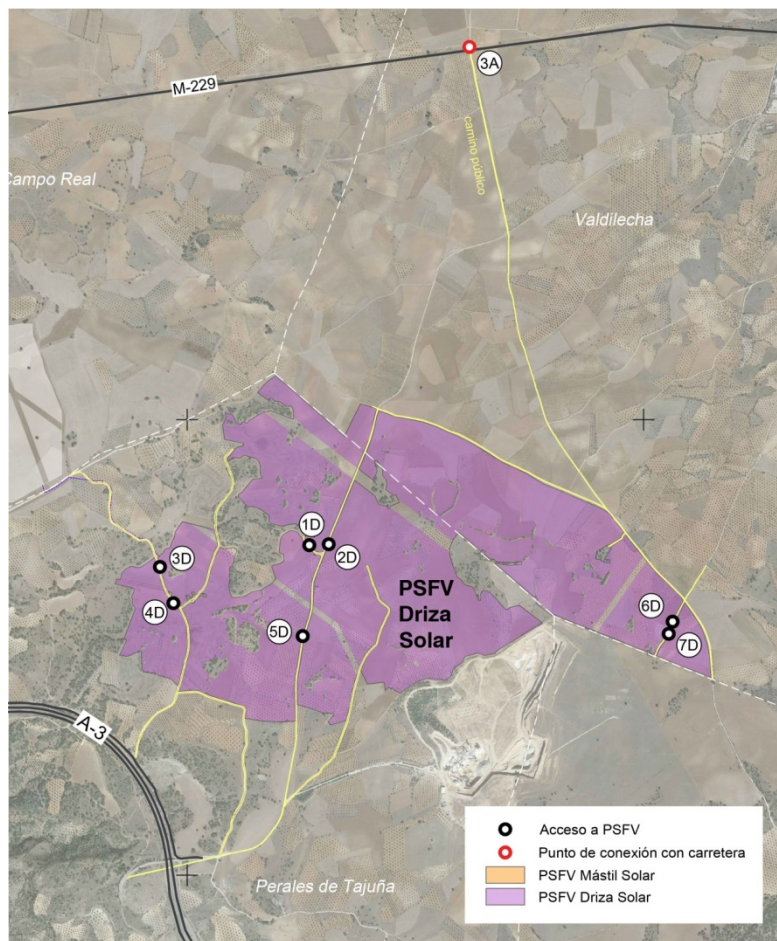 3A
M-229
camino público
Campo Real
Valdilecha
1D
2D
3D
PSFV
Driza
Solar
4D
6D
5D
7D
A-3
Acceso a PSFV
Punto de conexión con carretera
PSFV Mástil Solar
PSFV Driza Solar
Perales de Tajuña